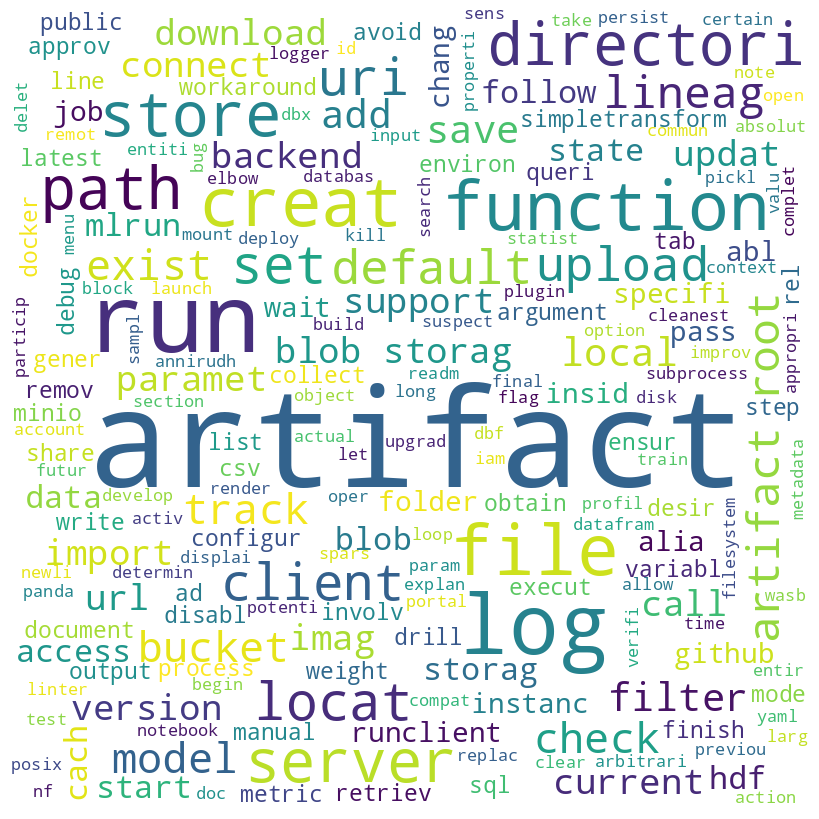 public
approv
download
logger
id
avoid
sens
take
persist
certain
directori
line
connect
workaround
uri
chang
properti
follow
lineag
note
open
delet
job
store
dbx
add
input
save
simpletransform
commun
absolut
remot
latest
entiti
bug
backend
elbow
databas
search
environ
state
queri
updat
pickl
valu
complet
path
creat
function
docker
mlrun
mount
deploy
kill
statist
tab
abl
context
rel
menu
debug
exist
set
default
upload
block
launch
run
wait
support
plugin
argument
specifi
cleanest
appropri
particip
sampl
build
suspect
option
pass
improv
root
gener
annirudh
blob storag
local
remov
paramet
collect
readm
final
subprocess
section
object
long
flag
disk
insid
step
minio
artifact
account
share
list
actual
upgrad
dbf
let
iam
train
ensur
futur
csv
render
data
develop
oper
folder
obtain
profil
desir
metadata
artifact root
track
write
activ
configur
blob
loop
file
datafram
alia
filesystem
import
displai
spars
param
newli
panda
determin
client
explan
execut
variabl
allow
wasb
url
ad
disabl
potenti
involv
portal
log
verifi
call
time
document
bucket
imag
drill
github
access
output
process
weight
storag
entir
linter
begin
instanc
filter
mode
yaml
test
version
locat
notebook
manual
runclient
compat
finish
previou
larg
posix
cach
model
server
replac
check
clear
arbitrari
nf
start
doc
metric
retriev
sql
current
hdf
action